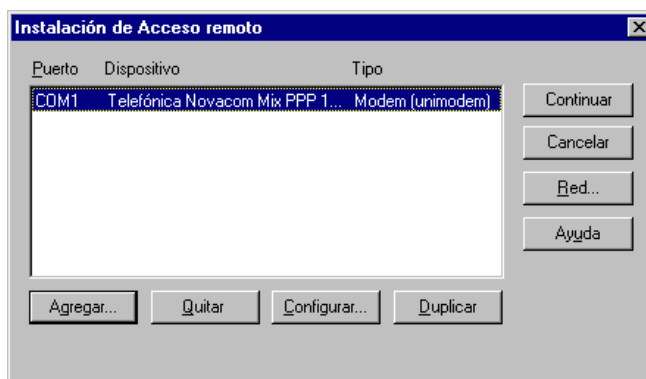 Instalación de Acceso remoto
Puerto Dispositivo Tipo
COM1 Telefónica Novacom Mix PPP 1... Modem (unimodem)
Continuar
Cancelar
Red...
Ayuda
Agregar... Quitar Configurar... Duplicar